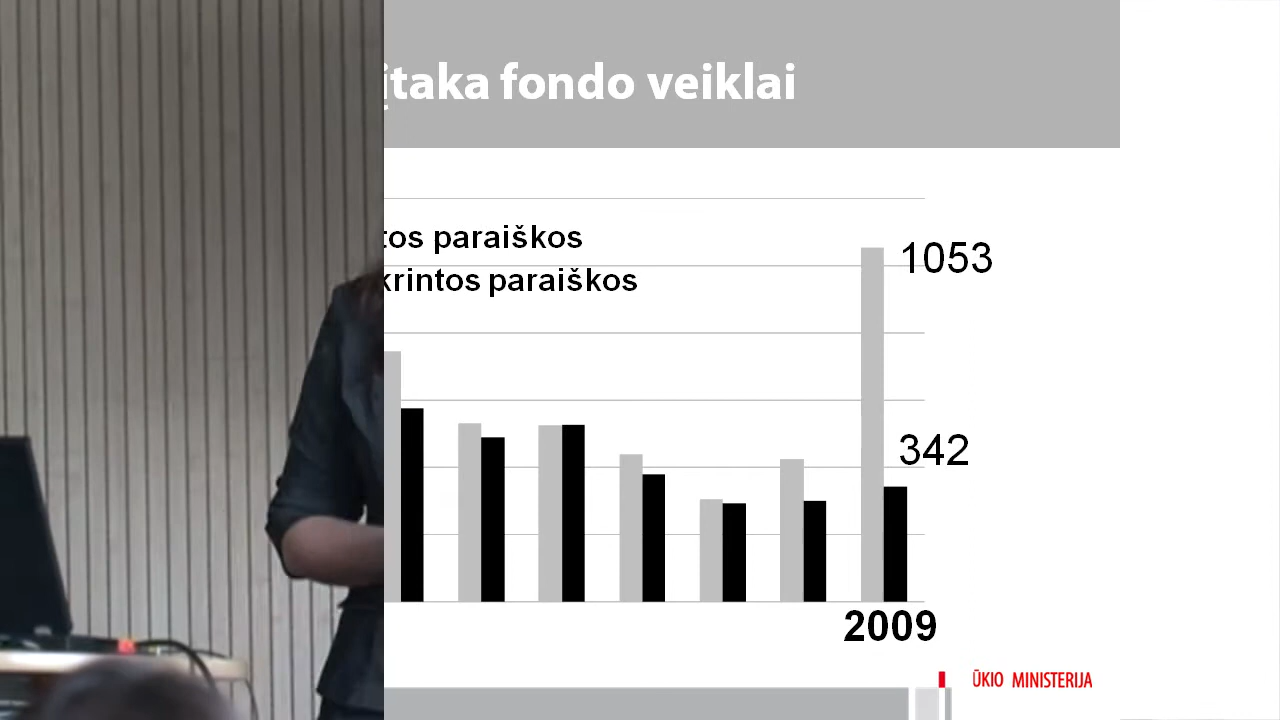 įtaka fondo veiklai
tos paraiškos
krintos paraiškos
1053
342
2009
ŪKIO MINISTERIJA